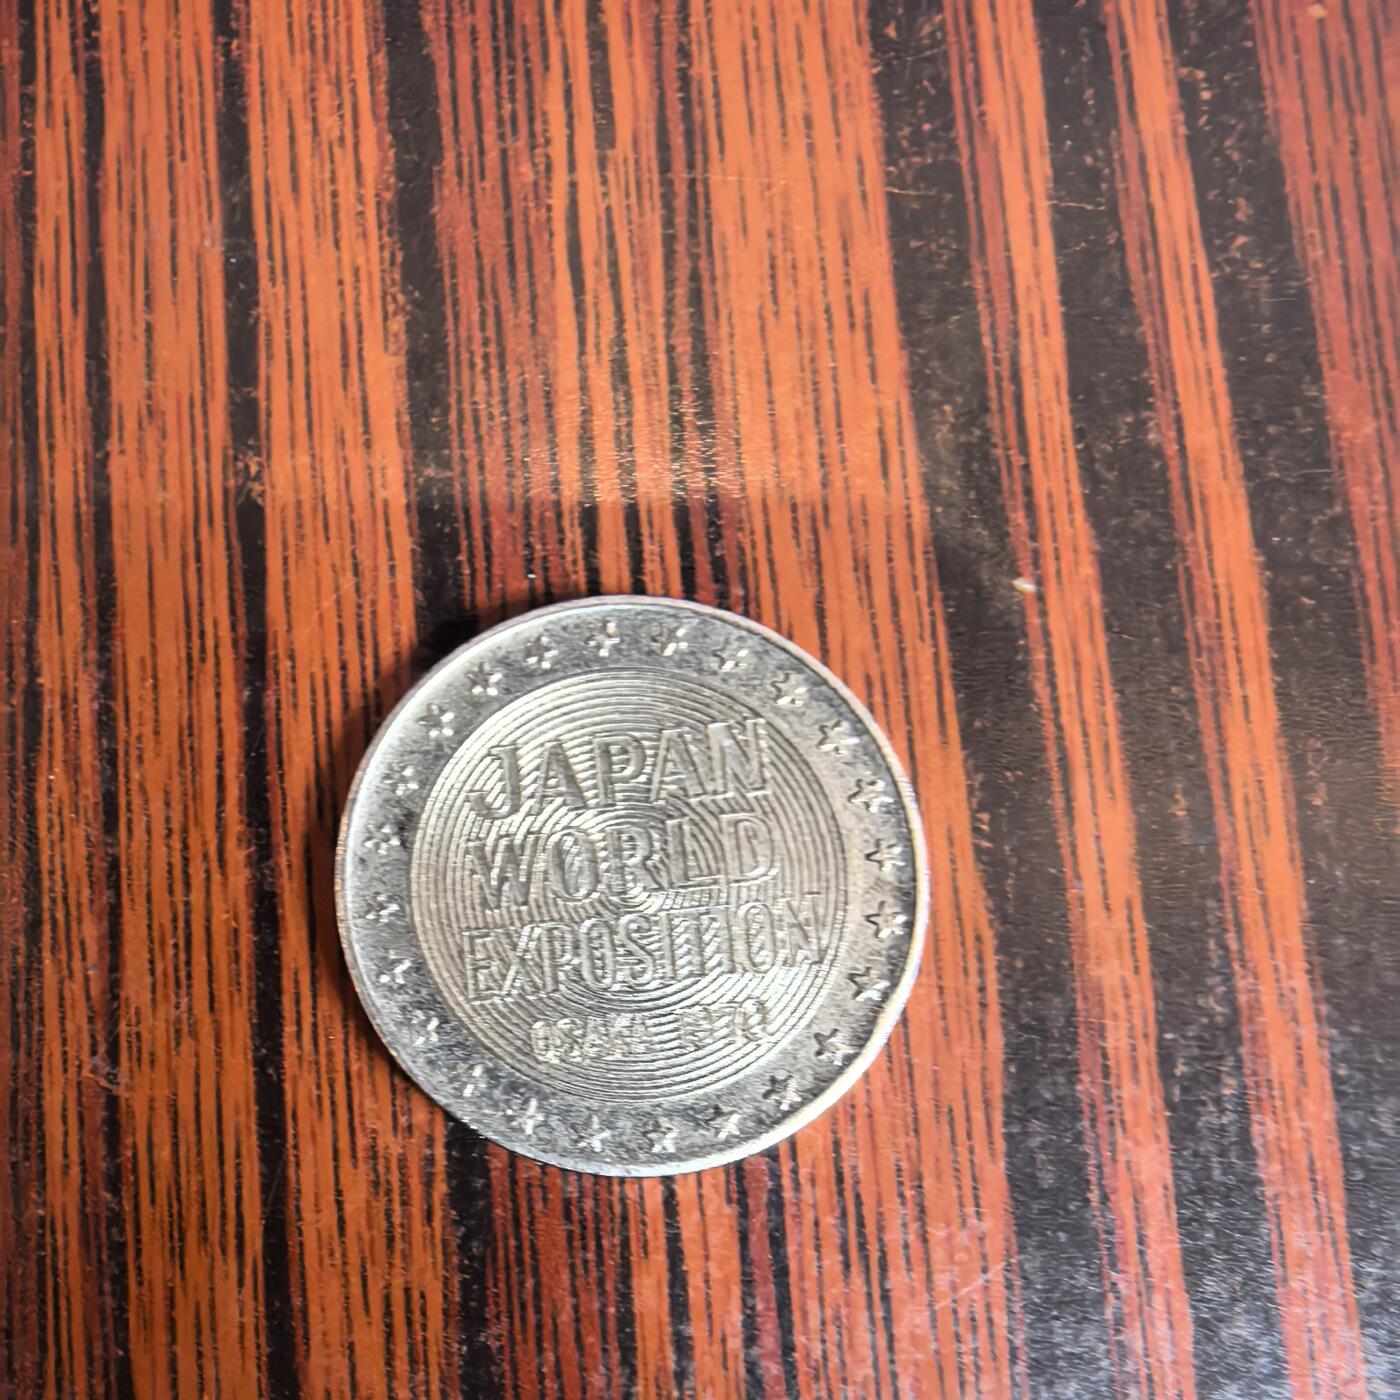 JAPAN
WORLD
EXPOSITION
OSAKA 1970